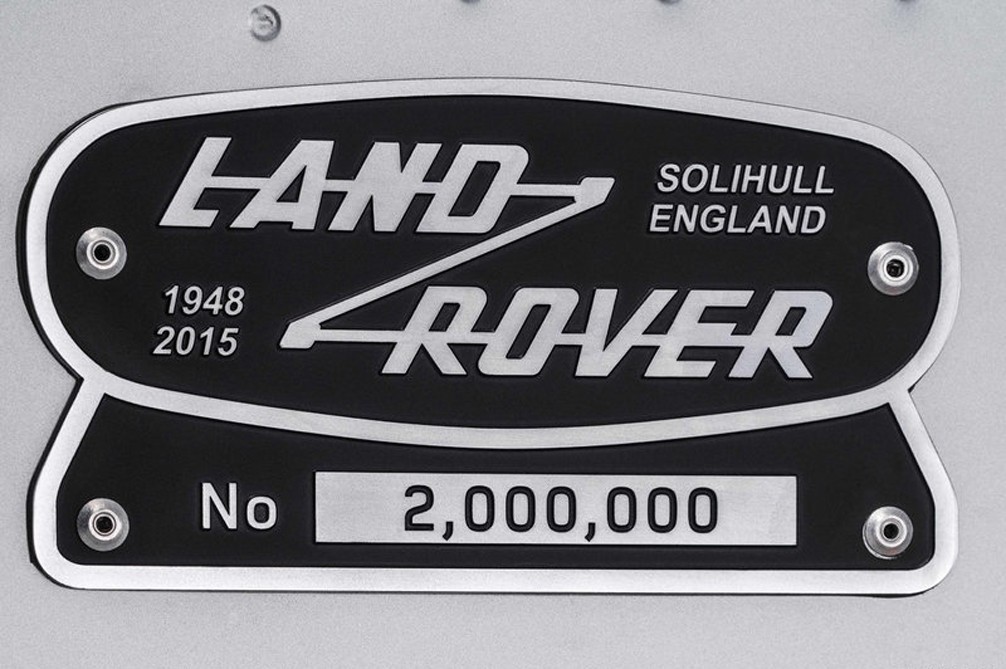 LAND
SOLIHULL
ENGLAND
1948
2015
ROVER
No 2,000,000